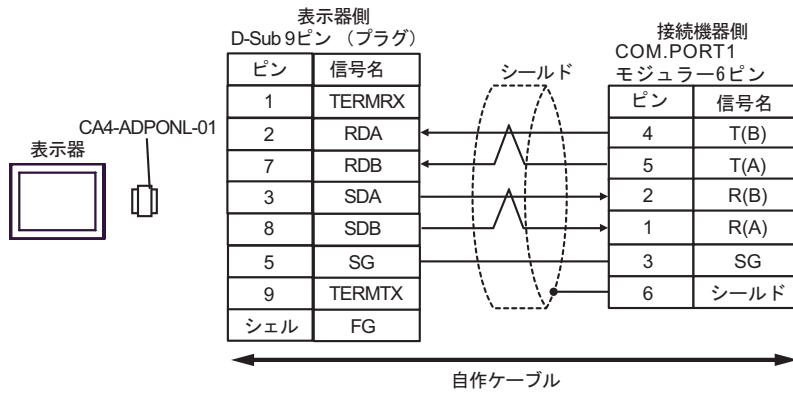 表示器側
D-Sub 9ピン （プラグ）
接続機器側
COM.PORT1
モジュラー6ピン
シールド
CA4-ADPONL-01
表示器
ピン 信号名
1 TERMRX
2 RDA
7 RDB
3 SDA
8 SDB
5 SG
9 TERMTX
シェル FG
ピン 信号名
4 T(B)
5 T(A)
2 R(B)
1 R(A)
3 SG
6 シールド
自作ケーブル